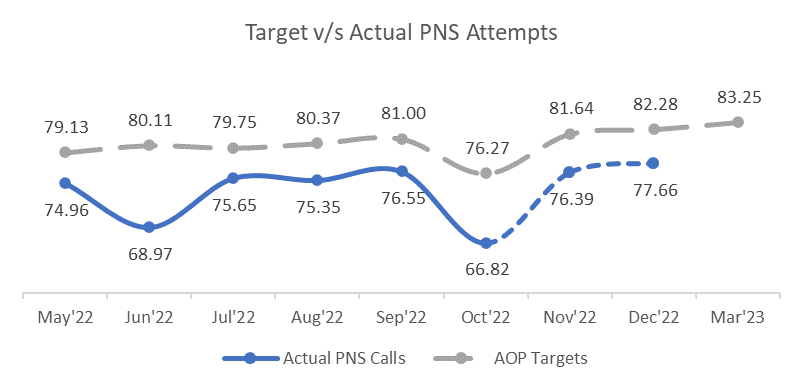 Target v/s Actual PNS Attempts
79.13 80.11 79.75 80.37 81.00 76.27 81.64 82.28 83.25
74.96 68.97 75.65 75.35 76.55 66.82 76.39 77.66
May'22 Jun'22 Jul'22 Aug'22 Sep'22 Oct'22 Nov'22 Dec'22 Mar'23
Actual PNS Calls AOP Targets